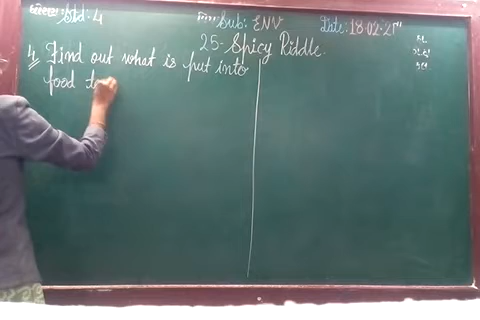 Std: 4
Sub: ENV
Date: 18-02-21
25- Spicy Riddle.
4 Find out what is put into
food to